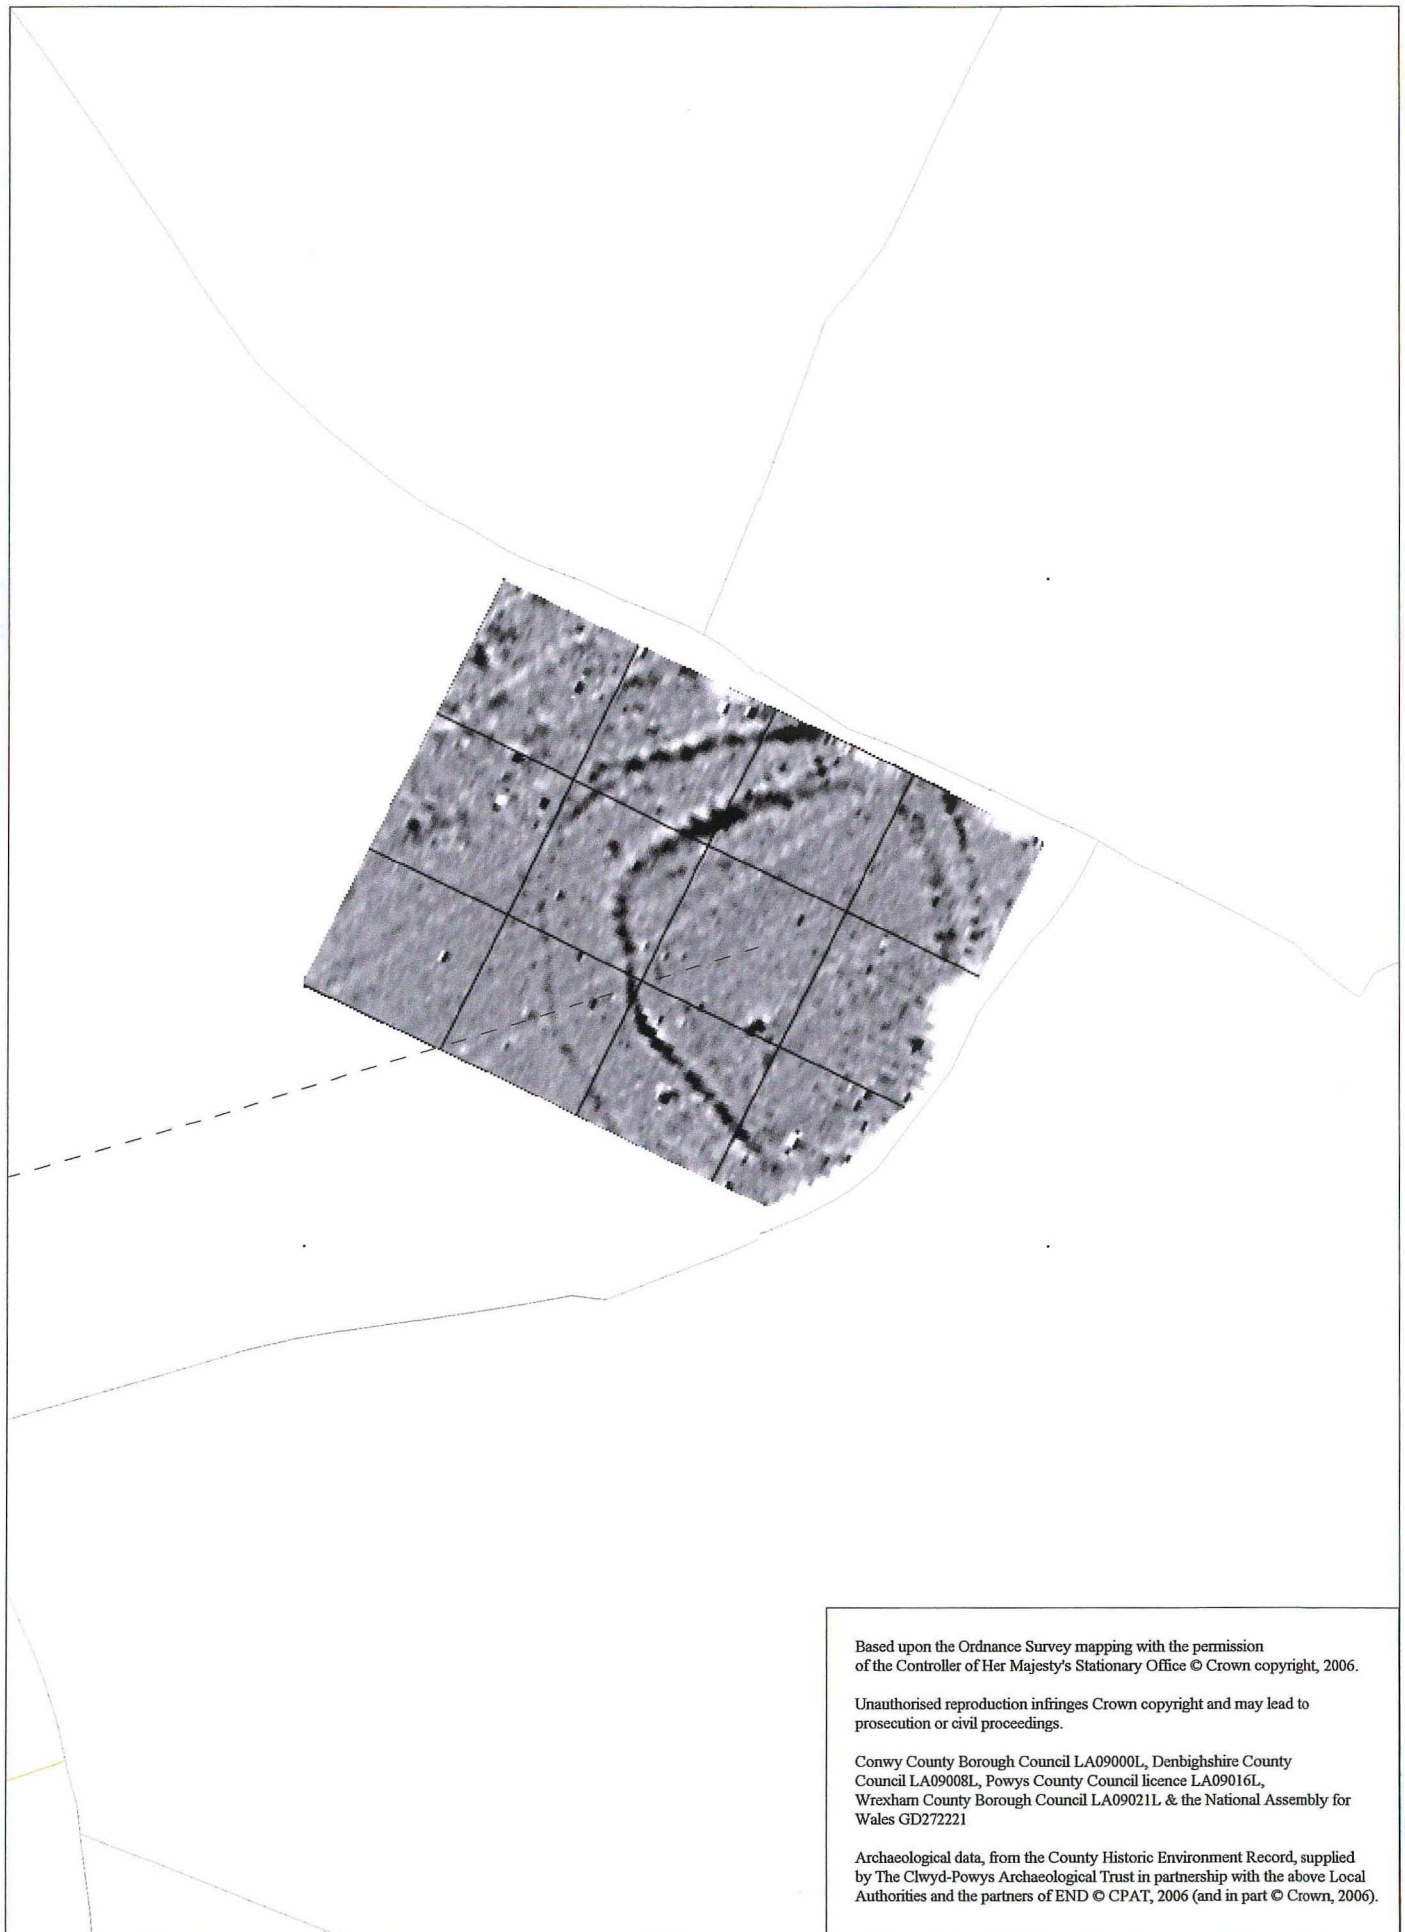 Based upon the Ordnance Survey mapping with the permission
of the Controller of Her Majesty's Stationary Office © Crown copyright, 2006.
Unauthorised reproduction infringes Crown copyright and may lead to
prosecution or civil proceedings.
Conwy County Borough Council LA09000L, Denbighshire County
Council LA09008L, Powys County Council licence LA09016L,
Wrexham County Borough Council LA09021L & the National Assembly for
Wales GD272221
Archaeological data, from the County Historic Environment Record, supplied
by The Clwyd-Powys Archaeological Trust in partnership with the above Local
Authorities and the partners of END © CPAT, 2006 (and in part © Crown, 2006).